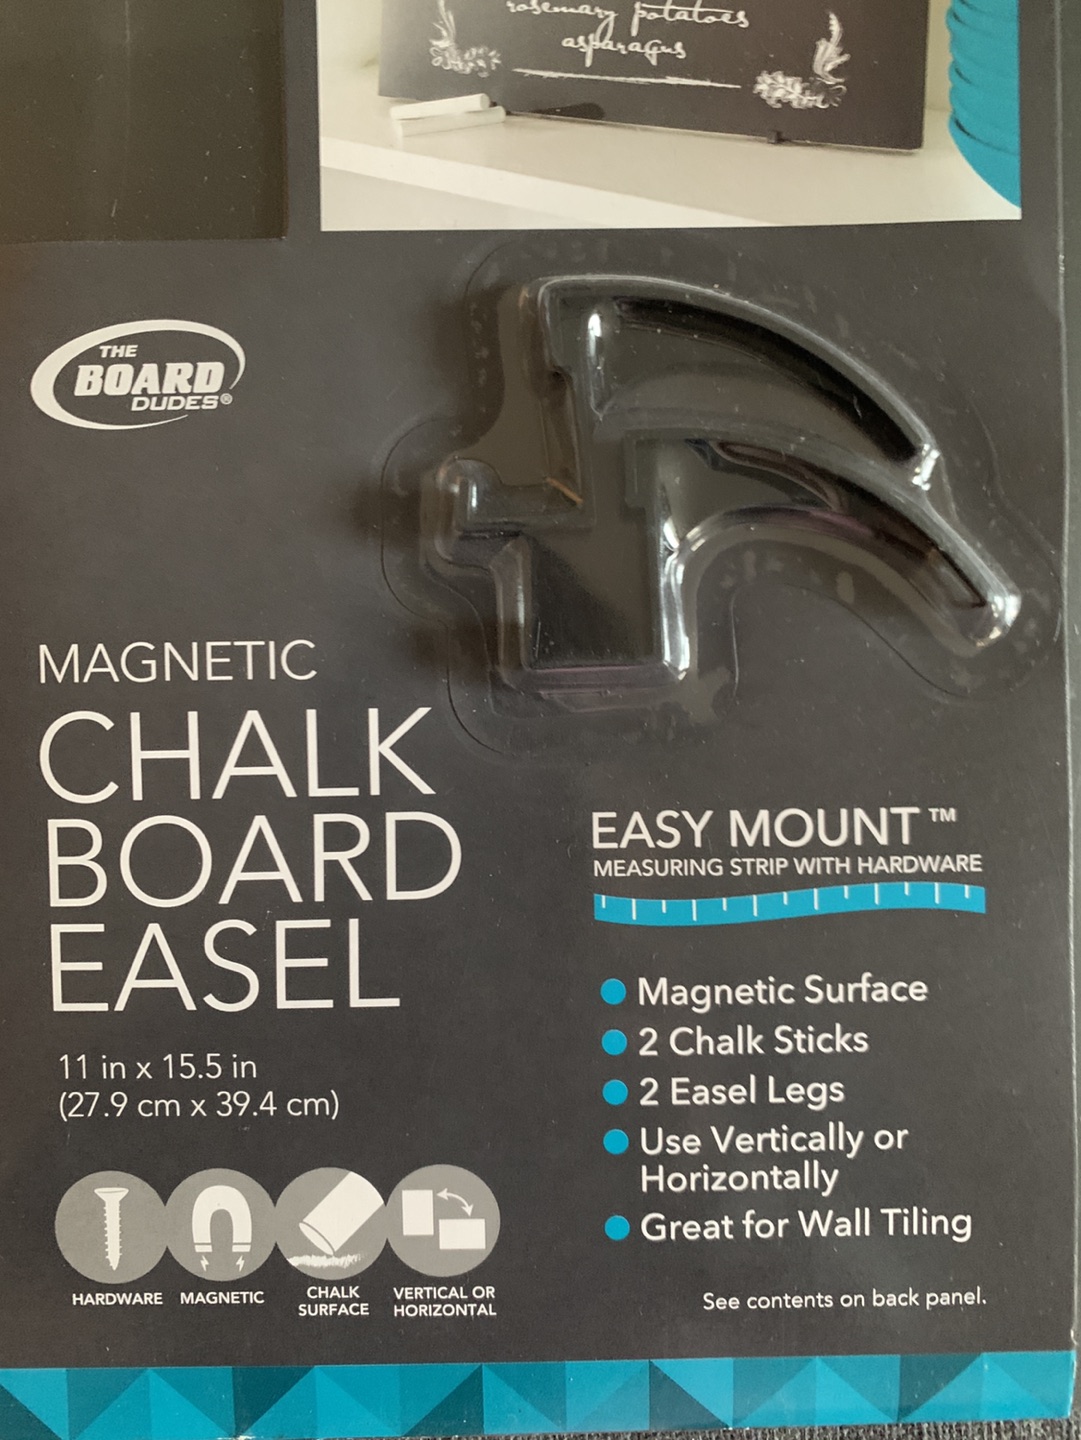 rosemary potatoes
asparagus
THE
BOARD
DUDES®
MAGNETIC
CHALK
BOARD
EASEL
11 in x 15.5 in
(27.9 cm x 39.4 cm)
HARDWARE
MAGNETIC
CHALK
SURFACE
VERTICAL OR
HORIZONTAL
EASY MOUNT™
MEASURING STRIP WITH HARDWARE
Magnetic Surface
2 Chalk Sticks
2 Easel Legs
Use Vertically or
Horizontally
Great for Wall Tiling
See contents on back panel.